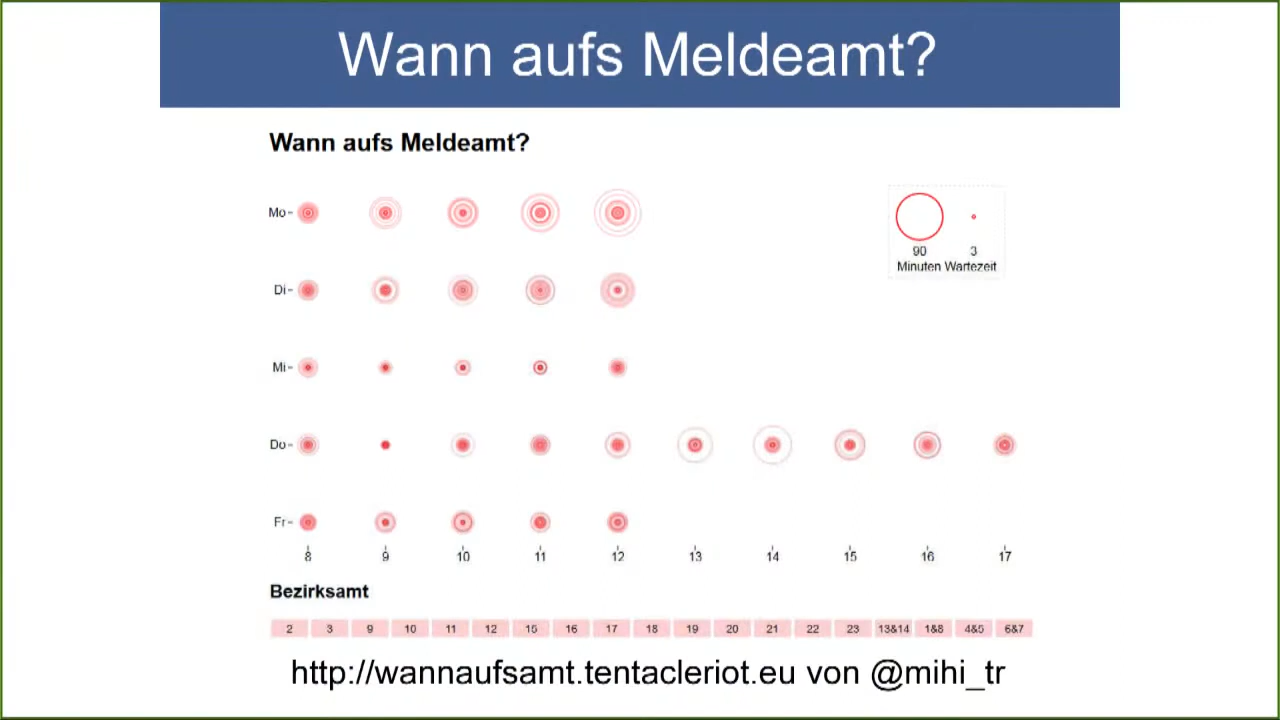 Wann aufs Meldeamt?
Wann aufs Meldeamt?
Mo
90 3
Minuten Wartezeit
Di
Mi
Do
Fr
8 9 10 11 12 13 14 15 16 17
Bezirksamt
2 3 9 10 11 12 15 16 17 18 19 20 21 22 23 13&14 1&8 4&5 6&7
http://wannaufsamt.tentacleriot.eu von @mihi_tr